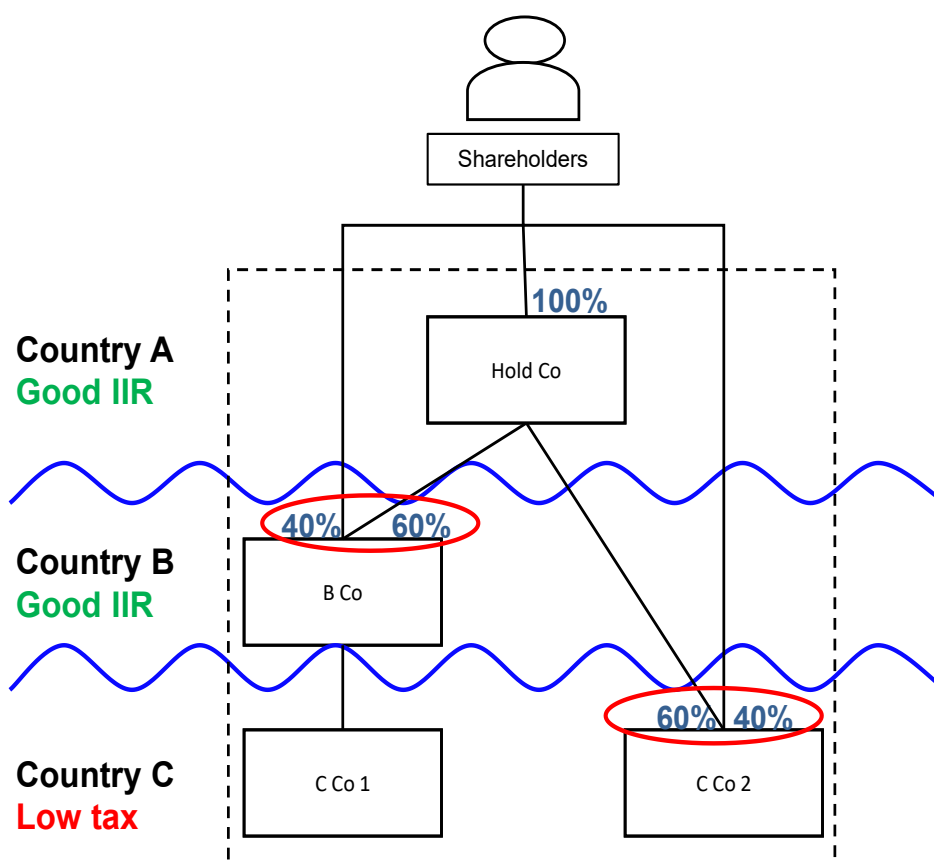 Shareholders
100%
Country A
Good IIR
Hold Co
40% 60%
Country B
Good IIR
B Co
60% 40%
Country C
Low tax
C Co 1
C Co 2